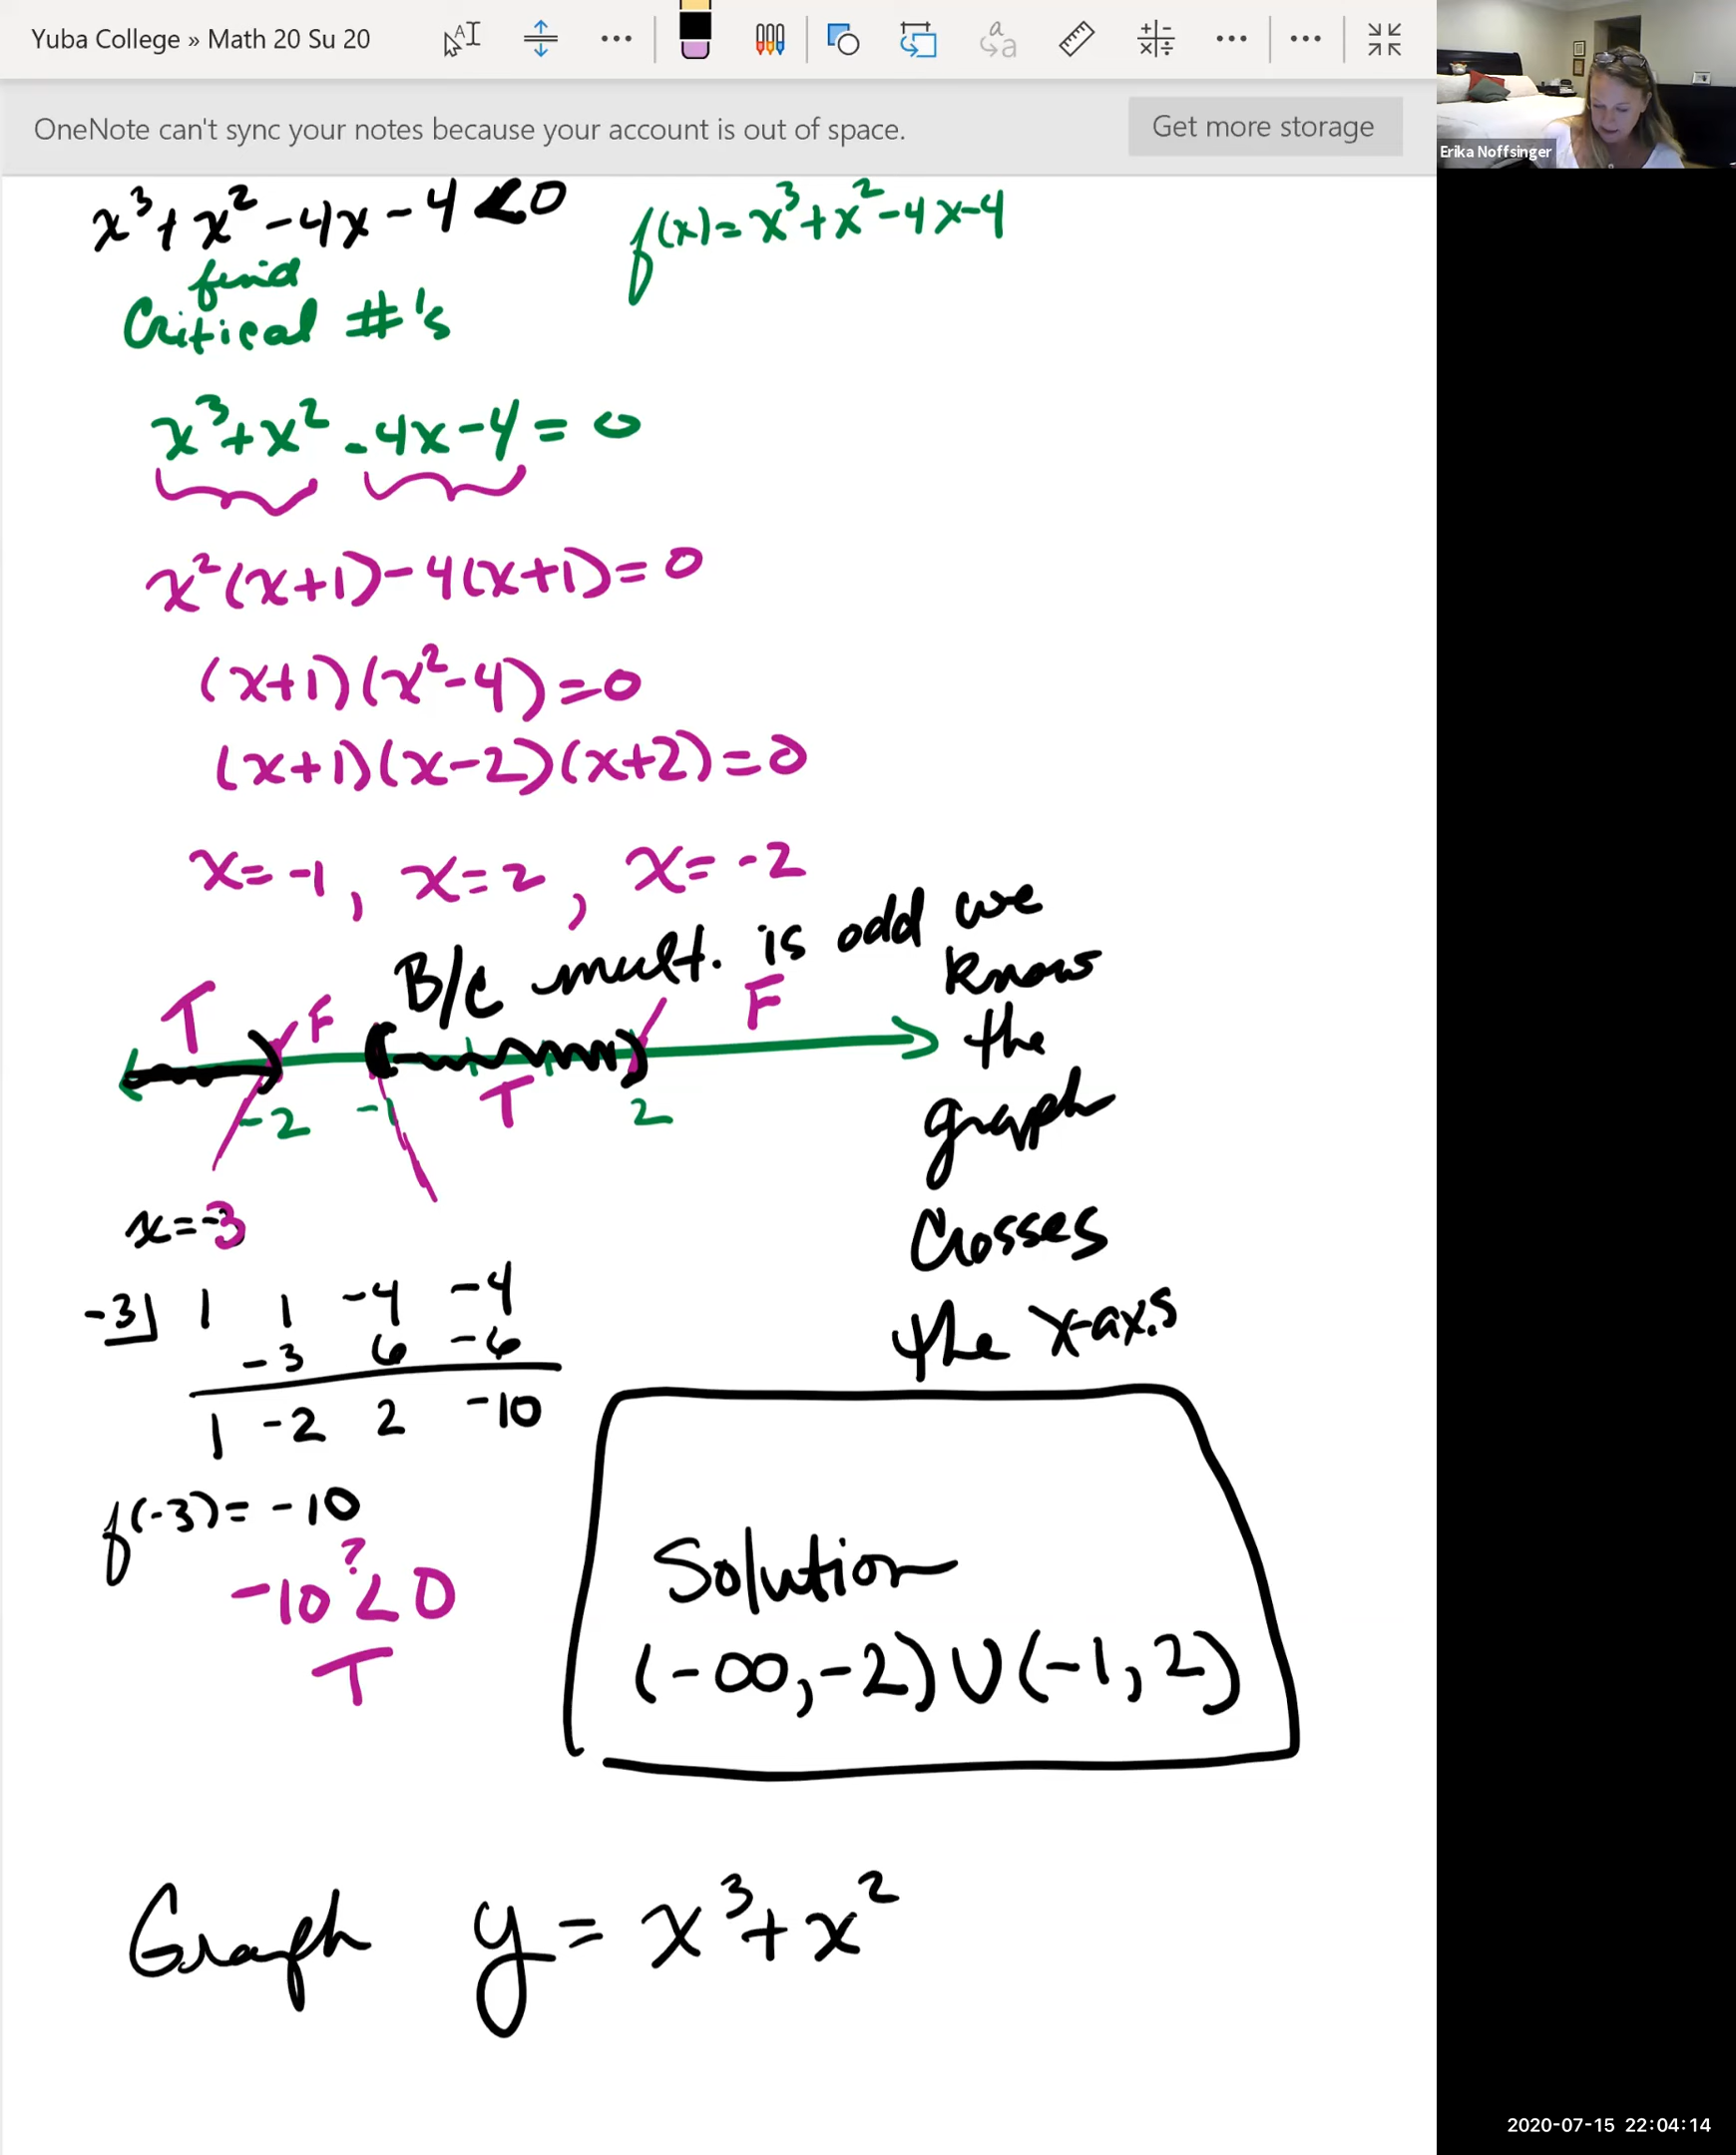 Yuba College » Math 20 Su 20
OneNote can't sync your notes because your account is out of space.
Get more storage
Erika Noffsinger
x³+x²-4x-4<0
f(x)=x³+x²-4x-4
find
Critical #'s
x³+x²-4x-4=0
x²(x+1)-4(x+1)=0
(x+1)(x²-4)=0
(x+1)(x-2)(x+2)=0
x=-1, x=2, x=-2
B/C mult. is odd we
know
the
graph
Crosses
the x-axis
T F T F
-2 -1 2
x=-3
-3] 1 1 -4 -4
-3 6 -6
1 -2 2 -10
f(-3)=-10
?
-10<0
T
Solution
(-∞,-2)∪(-1,2)
Graph y=x³+x²
2020-07-15 22:04:14